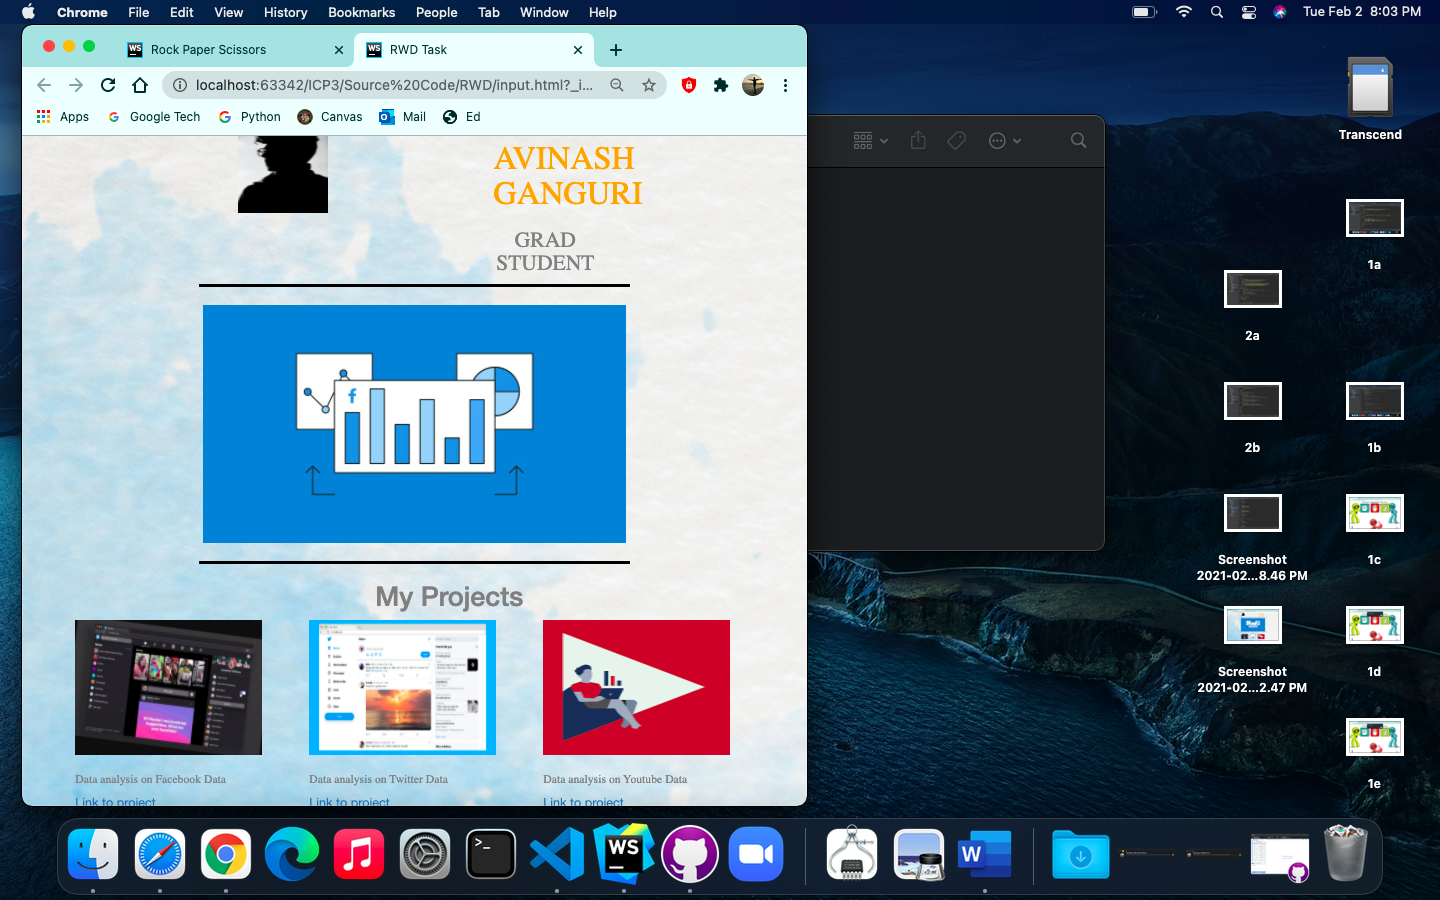 Chrome File Edit View History Bookmarks People Tab Window Help
Tue Feb 2 8:03 PM
WS Rock Paper Scissors
WS RWD Task
localhost:63342/ICP3/Source%20Code/RWD/input.html?_i...
Apps Google Tech Python Canvas Mail Ed
AVINASH
GANGURI
GRAD
STUDENT
My Projects
Data analysis on Facebook Data
Data analysis on Twitter Data
Data analysis on Youtube Data
Link to project
Link to project
Link to project
Transcend
1a
2a
2b
1b
Screenshot
2021-02...8.46 PM
1c
Screenshot
2021-02...2.47 PM
1d
1e
>_
WS
W